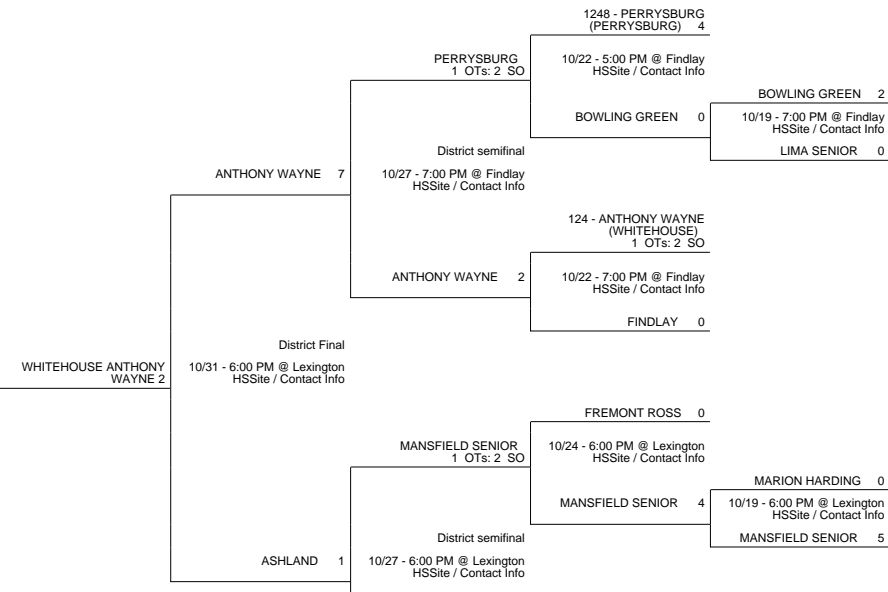 1248 - PERRYSBURG
(PERRYSBURG) 4
PERRYSBURG
1 OTs: 2 SO
10/22 - 5:00 PM @ Findlay
HSSite / Contact Info
BOWLING GREEN 2
BOWLING GREEN 0
10/19 - 7:00 PM @ Findlay
HSSite / Contact Info
LIMA SENIOR 0
District semifinal
ANTHONY WAYNE 7
10/27 - 7:00 PM @ Findlay
HSSite / Contact Info
124 - ANTHONY WAYNE
(WHITEHOUSE)
1 OTs: 2 SO
ANTHONY WAYNE 2
10/22 - 7:00 PM @ Findlay
HSSite / Contact Info
FINDLAY 0
District Final
WHITEHOUSE ANTHONY
WAYNE 2
10/31 - 6:00 PM @ Lexington
HSSite / Contact Info
FREMONT ROSS 0
MANSFIELD SENIOR
1 OTs: 2 SO
10/24 - 6:00 PM @ Lexington
HSSite / Contact Info
MARION HARDING 0
MANSFIELD SENIOR 4
10/19 - 6:00 PM @ Lexington
HSSite / Contact Info
MANSFIELD SENIOR 5
District semifinal
ASHLAND 1
10/27 - 6:00 PM @ Lexington
HSSite / Contact Info